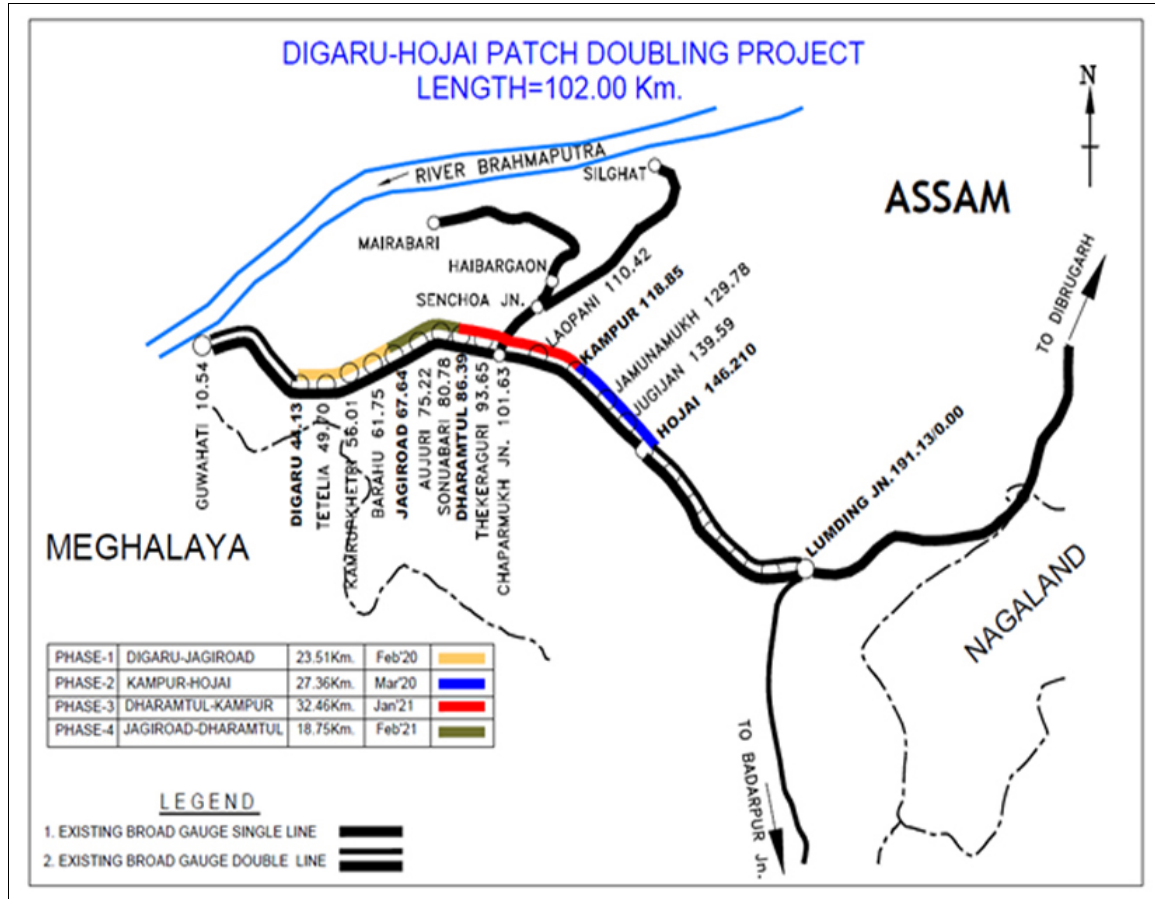 DIGARU-HOJAI PATCH DOUBLING PROJECT
LENGTH=102.00 Km.
N
RIVER BRAHMAPUTRA
SILGHAT
ASSAM
MAIRABARI
HAIBARGAON
SENCHOA JN.
LAOPANI 110.42
KAMPUR 118.85
JAMUNAMUKH 129.78
JUGIJAN 139.59
HOJAI 146.210
TO DIBRUGARH
GUWAHATI 10.54
DIGARU 44.13
TETELIA 49.70
KAMRUPKHETRI 56.01
BARAHU 61.75
JAGIROAD 67.64
AUJURI 75.22
SONUABARI 80.78
DHARAMTUL 86.39
THEKERAGURI 93.65
CHAPARMUKH JN. 101.63
LUMDING JN.191.13/0.00
MEGHALAYA
NAGALAND
TO BADARPUR Jn.
PHASE-1 DIGARU-JAGIROAD 23.51Km. Feb'20
PHASE-2 KAMPUR-HOJAI 27.36Km. Mar'20
PHASE-3 DHARAMTUL-KAMPUR 32.46Km. Jan'21
PHASE-4 JAGIROAD-DHARAMTUL 18.75Km. Feb'21
LEGEND
1. EXISTING BROAD GAUGE SINGLE LINE
2. EXISTING BROAD GAUGE DOUBLE LINE